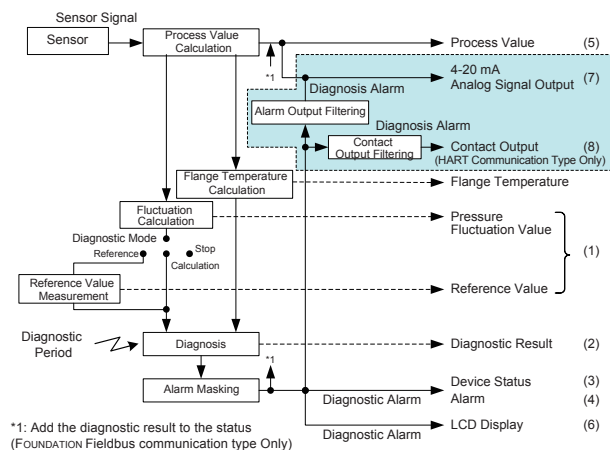 Sensor Signal
Sensor
Process Value
Calculation
Process Value
(5)
*1
4-20 mA
Analog Signal Output
(7)
Diagnosis Alarm
Alarm Output Filtering
Diagnosis Alarm
Contact
Output Filtering
Contact Output
(HART Communication Type Only)
(8)
Flange Temperature
Calculation
Flange Temperature
Fluctuation
Calculation
Pressure
Fluctuation Value
(1)
Diagnostic Mode
Reference
Stop
Calculation
Reference Value
Measurement
Reference Value
Diagnostic
Period
Diagnosis
Diagnostic Result
(2)
*1
Alarm Masking
Diagnostic Alarm
Device Status
(3)
Alarm
(4)
Diagnostic Alarm
LCD Display
(6)
*1: Add the diagnostic result to the status
(FOUNDATION Fieldbus communication type Only)